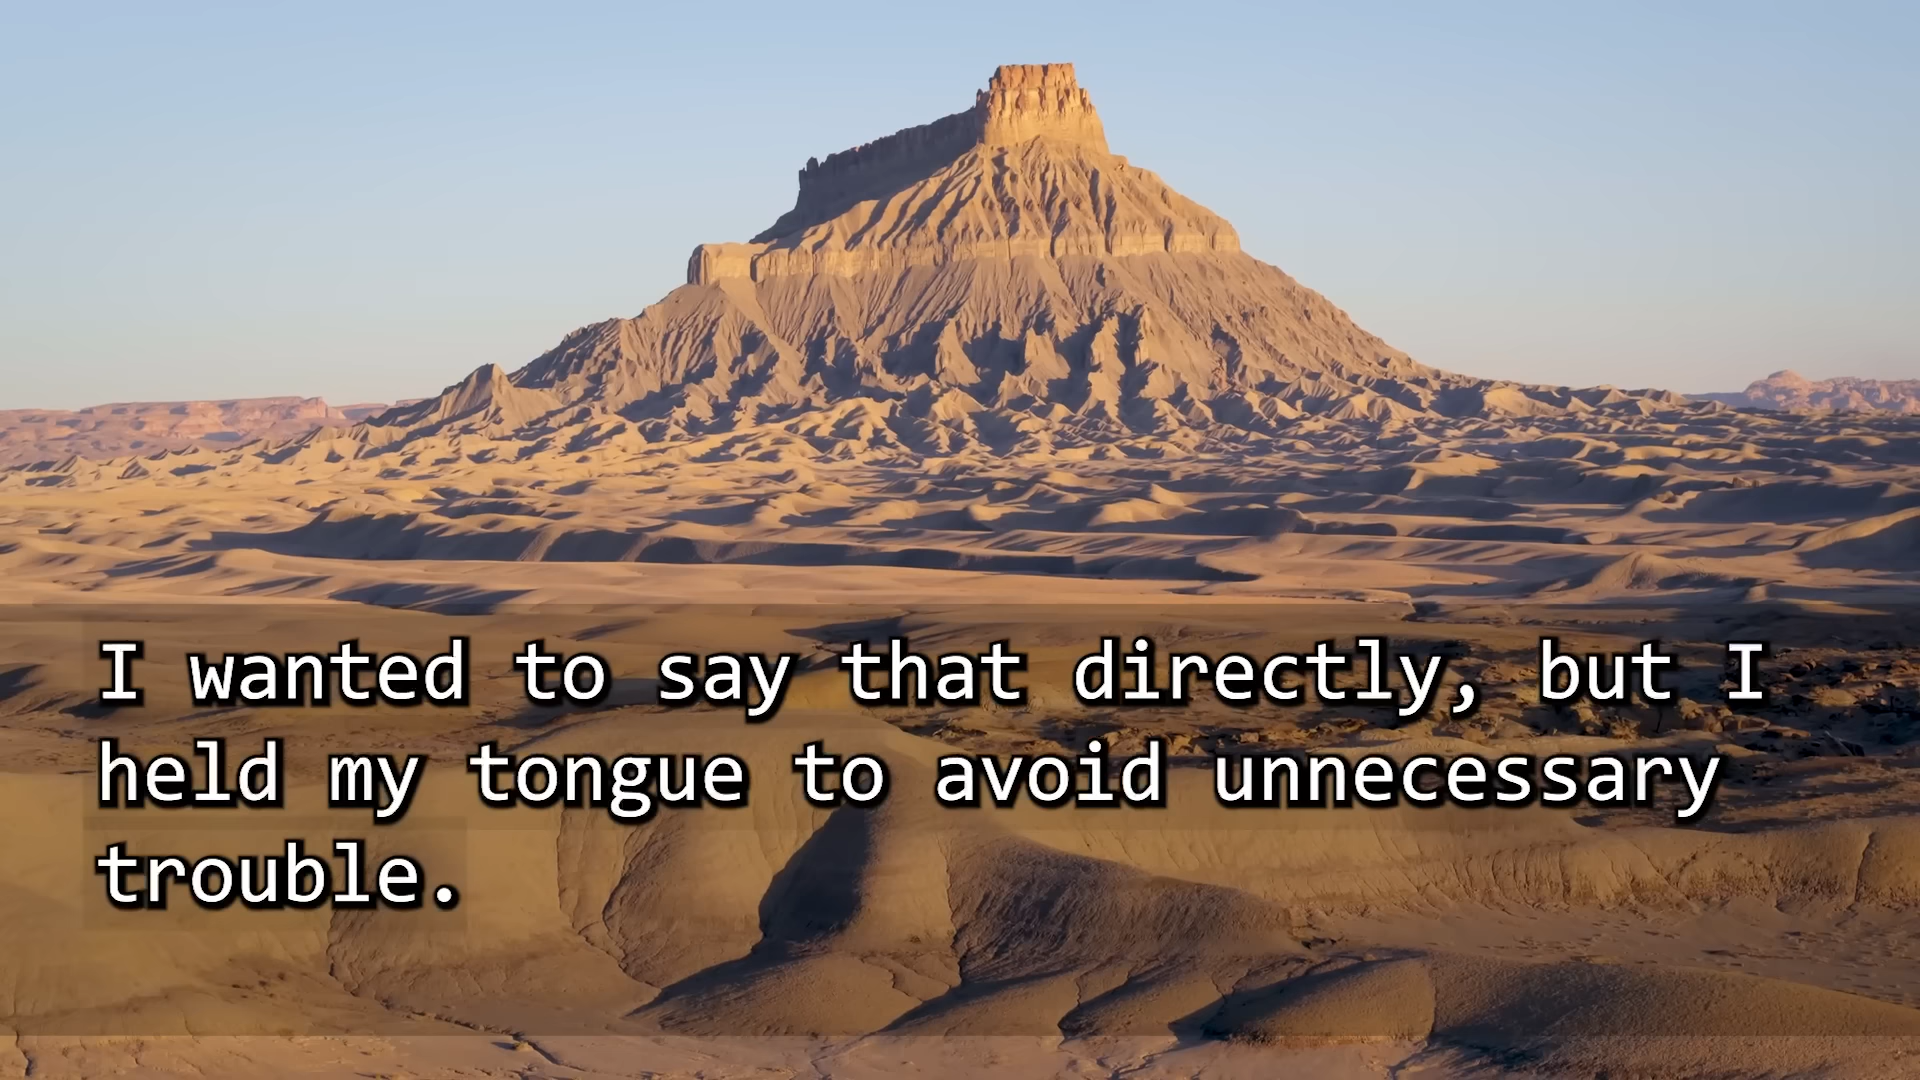 I wanted to say that directly, but I
held my tongue to avoid unnecessary
trouble.